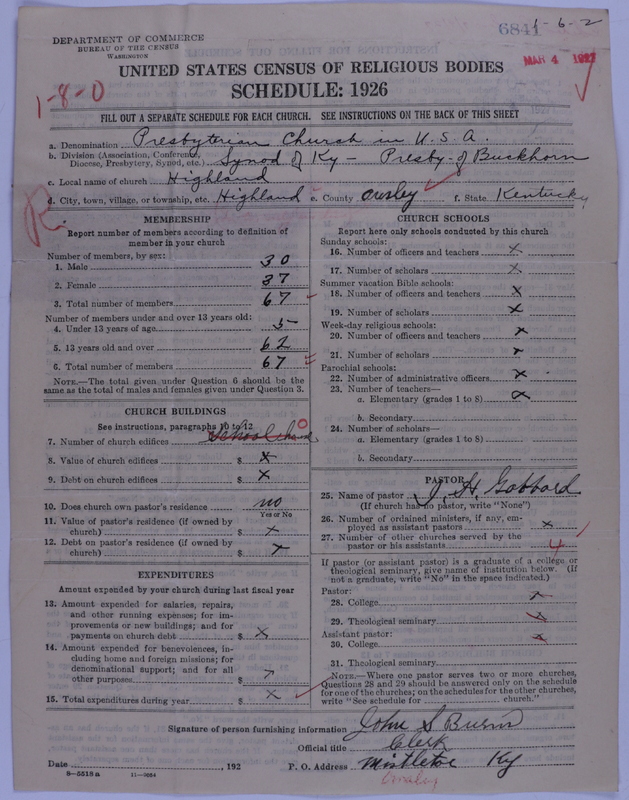 6841 1-6-2
DEPARTMENT OF COMMERCE
BUREAU OF THE CENSUS
WASHINGTON
MAR 4 1927
UNITED STATES CENSUS OF RELIGIOUS BODIES
1-8-0
SCHEDULE: 1926
FILL OUT A SEPARATE SCHEDULE FOR EACH CHURCH. SEE INSTRUCTIONS ON THE BACK OF THIS SHEET
a. Denomination Presbyterian Church in U.S.A.
b. Division (Association, Conference, Diocese, Presbytery, Synod, etc.) Synod of Ky - Presby- of Buckhorn
c. Local name of church Highland
d. City, town, village, or township, etc. Highland e. County Owsley f. State Kentucky
R
MEMBERSHIP
Report number of members according to definition of
member in your church
Number of members, by sex:
1. Male 30
2. Female 37
3. Total number of members 67
Number of members under and over 13 years old:
4. Under 13 years of age 5
5. 13 years old and over 62
6. Total number of members 67
NOTE.—The total given under Question 6 should be the
same as the total of males and females given under Question 3.
CHURCH BUILDINGS
See instructions, paragraphs 10 to 12
7. Number of church edifices School house 0
8. Value of church edifices $ x
9. Debt on church edifices $ x
10. Does church own pastor's residence no
Yes or No
11. Value of pastor's residence (if owned by
church) $ x
12. Debt on pastor's residence (if owned by
church) $ x
EXPENDITURES
Amount expended by your church during last fiscal year
13. Amount expended for salaries, repairs,
and other running expenses; for im-
provements or new buildings; and for
payments on church debt $ x
14. Amount expended for benevolences, in-
cluding home and foreign missions; for
denominational support; and for all
other purposes $ x
15. Total expenditures during year $ x
CHURCH SCHOOLS
Report here only schools conducted by this church
Sunday schools:
16. Number of officers and teachers x
17. Number of scholars x
Summer vacation Bible schools:
18. Number of officers and teachers x
19. Number of scholars x
Week-day religious schools:
20. Number of officers and teachers x
21. Number of scholars x
Parochial schools:
22. Number of administrative officers x
23. Number of teachers—
a. Elementary (grades 1 to 8) x
b. Secondary
24. Number of scholars—
a. Elementary (grades 1 to 8)
b. Secondary
PASTOR
25. Name of pastor J. H. Gabbard
(If church has no pastor, write "None")
26. Number of ordained ministers, if any, em-
ployed as assistant pastors x
27. Number of other churches served by the
pastor or his assistants 4
If pastor (or assistant pastor) is a graduate of a college or
theological seminary, give name of institution below. (If
not a graduate, write "No" in the space indicated.)
Pastor:
28. College x
29. Theological seminary x
Assistant pastor:
30. College x
31. Theological seminary
NOTE.—Where one pastor serves two or more churches,
Questions 28 and 29 should be answered only on the schedule
for one of the churches; on the schedules for the other churches,
write "See schedule for church."
Signature of person furnishing information John S Burns
Official title Clerk
Date , 192 P. O. Address Mistletoe Ky
8-5518 a 11-9064
Owsley